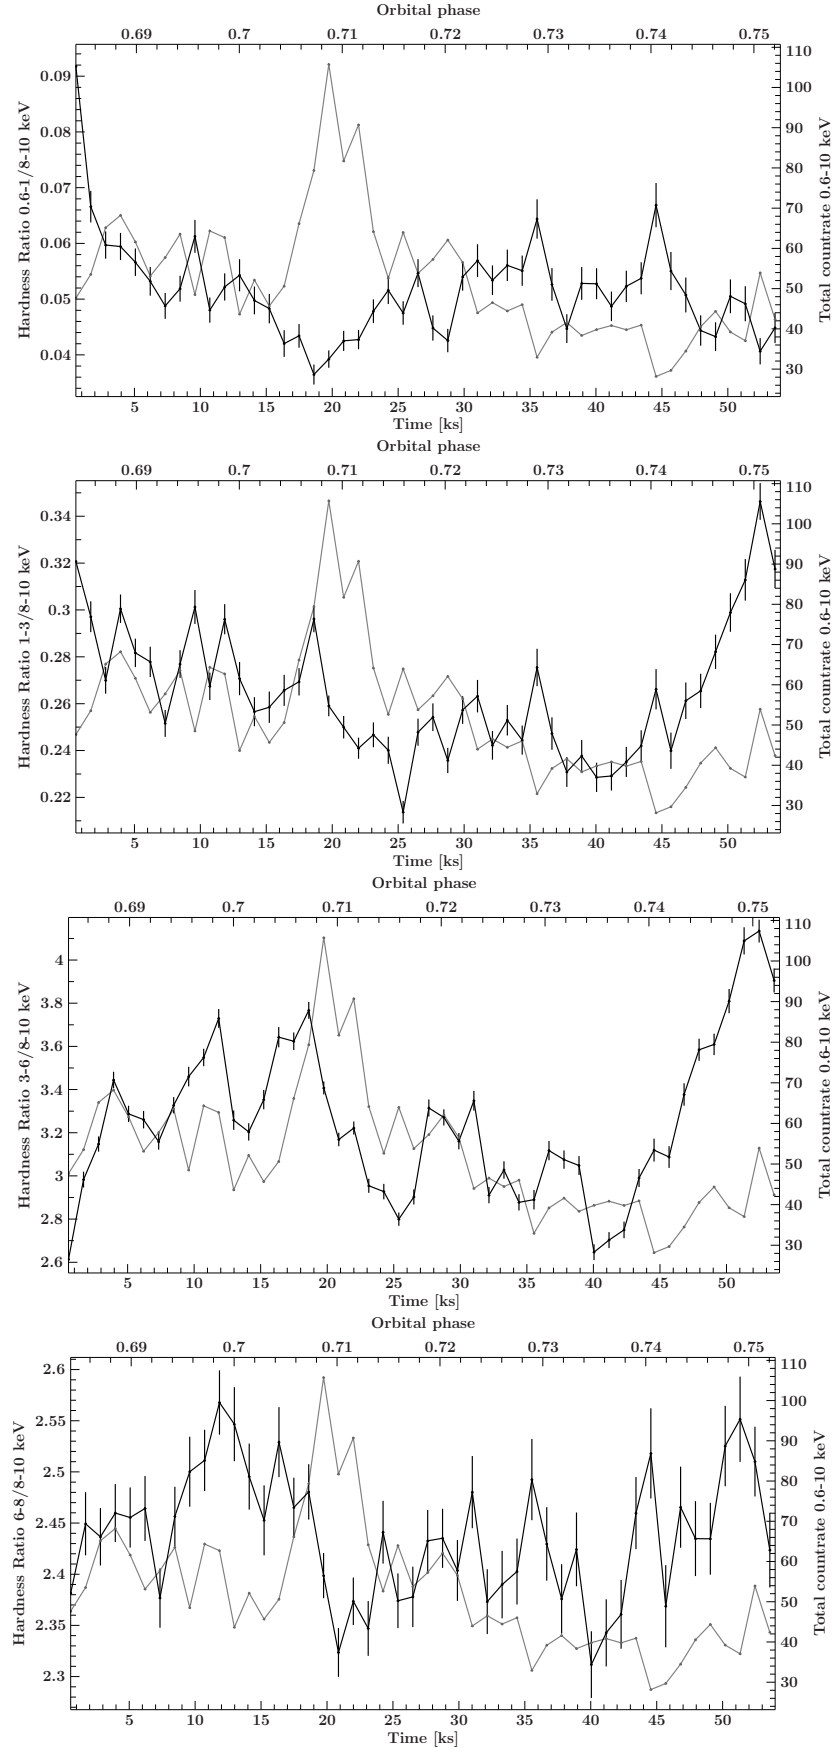 Orbital phase
0.69 0.7 0.71 0.72 0.73 0.74 0.75
Hardness Ratio 0.6-1/8-10 keV
0.09
0.08
0.07
0.06
0.05
0.04
110
100
90
80
70
60
50
40
30
Total countrate 0.6-10 keV
5 10 15 20 25 30 35 40 45 50
Time [ks]
Orbital phase
0.69 0.7 0.71 0.72 0.73 0.74 0.75
Hardness Ratio 1-3/8-10 keV
0.34
0.32
0.3
0.28
0.26
0.24
0.22
110
100
90
80
70
60
50
40
30
Total countrate 0.6-10 keV
5 10 15 20 25 30 35 40 45 50
Time [ks]
Orbital phase
0.69 0.7 0.71 0.72 0.73 0.74 0.75
Hardness Ratio 3-6/8-10 keV
4
3.8
3.6
3.4
3.2
3
2.8
2.6
110
100
90
80
70
60
50
40
30
Total countrate 0.6-10 keV
5 10 15 20 25 30 35 40 45 50
Time [ks]
Orbital phase
0.69 0.7 0.71 0.72 0.73 0.74 0.75
Hardness Ratio 6-8/8-10 keV
2.6
2.55
2.5
2.45
2.4
2.35
2.3
110
100
90
80
70
60
50
40
30
Total countrate 0.6-10 keV
5 10 15 20 25 30 35 40 45 50
Time [ks]